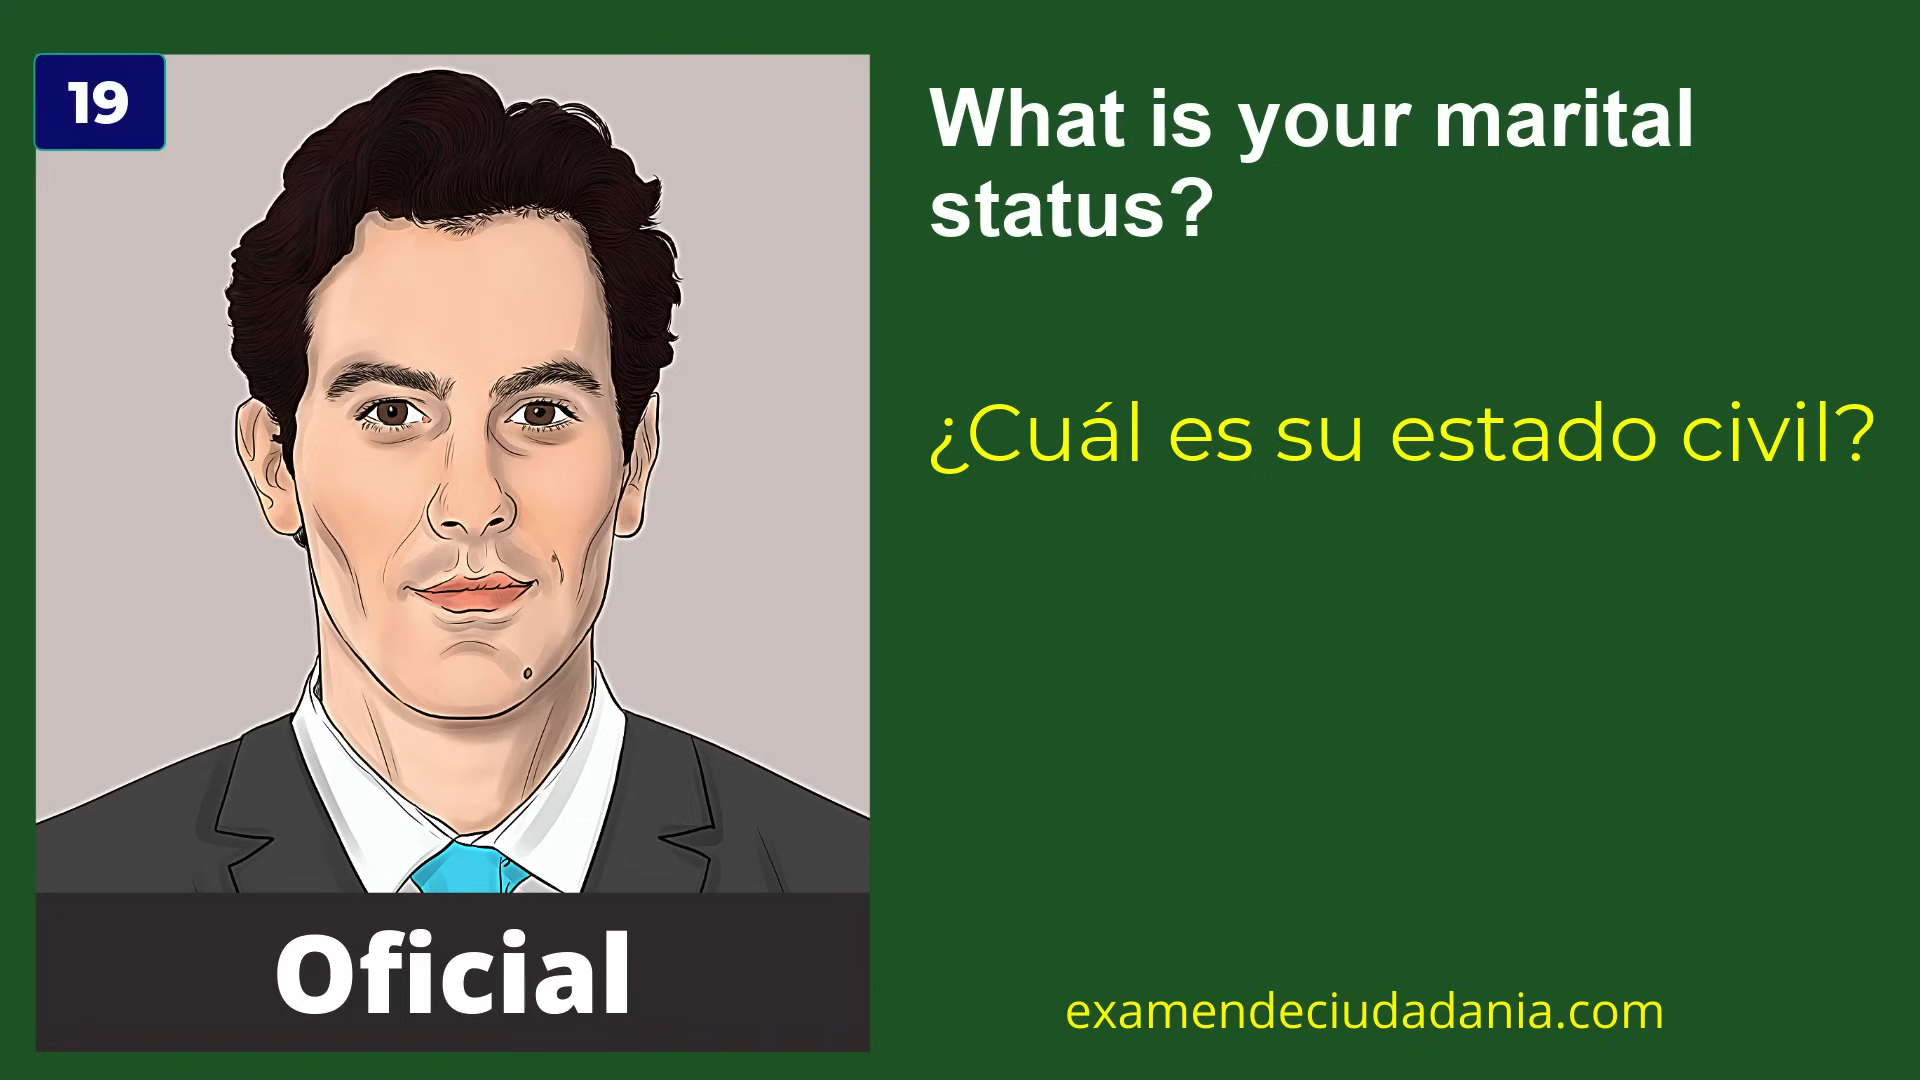 19
What is your marital
status?
¿Cuál es su estado civil?
Oficial
examendeciudadania.com